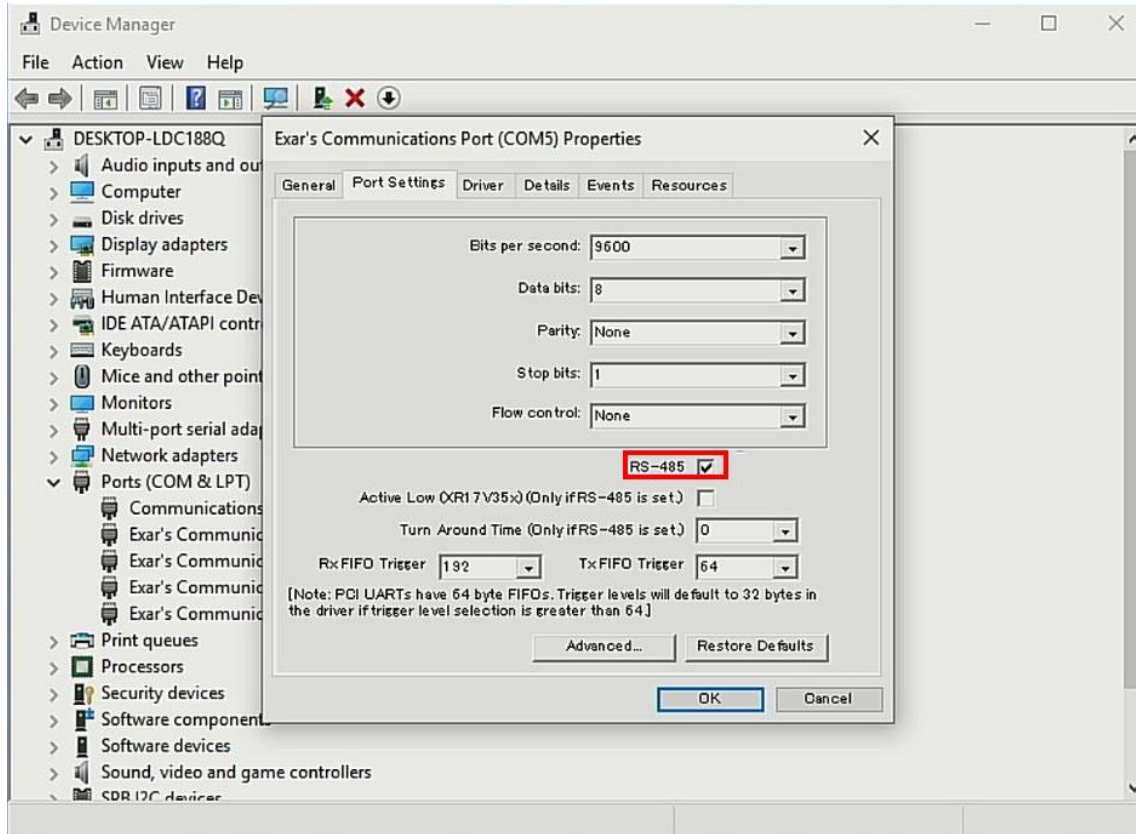 Device Manager
File Action View Help
DESKTOP-LDC188Q
Audio inputs and out
Computer
Disk drives
Display adapters
Firmware
Human Interface Dev
IDE ATA/ATAPI contr
Keyboards
Mice and other point
Monitors
Multi-port serial adap
Network adapters
Ports (COM & LPT)
Communications
Exar's Communic
Exar's Communic
Exar's Communic
Exar's Communic
Print queues
Processors
Security devices
Software components
Software devices
Sound, video and game controllers
SPB I2C devices
Exar's Communications Port (COM5) Properties
General Port Settings Driver Details Events Resources
Bits per second: 9600
Data bits: 8
Parity: None
Stop bits: 1
Flow control: None
RS-485
Active Low (XR17V35x) (Only if RS-485 is set.)
Turn Around Time (Only if RS-485 is set.) 0
Rx FIFO Trigger 192 Tx FIFO Trigger 64
[Note: PCI UARTs have 64 byte FIFOs. Trigger levels will default to 32 bytes in
the driver if trigger level selection is greater than 64.]
Advanced... Restore Defaults
OK Cancel